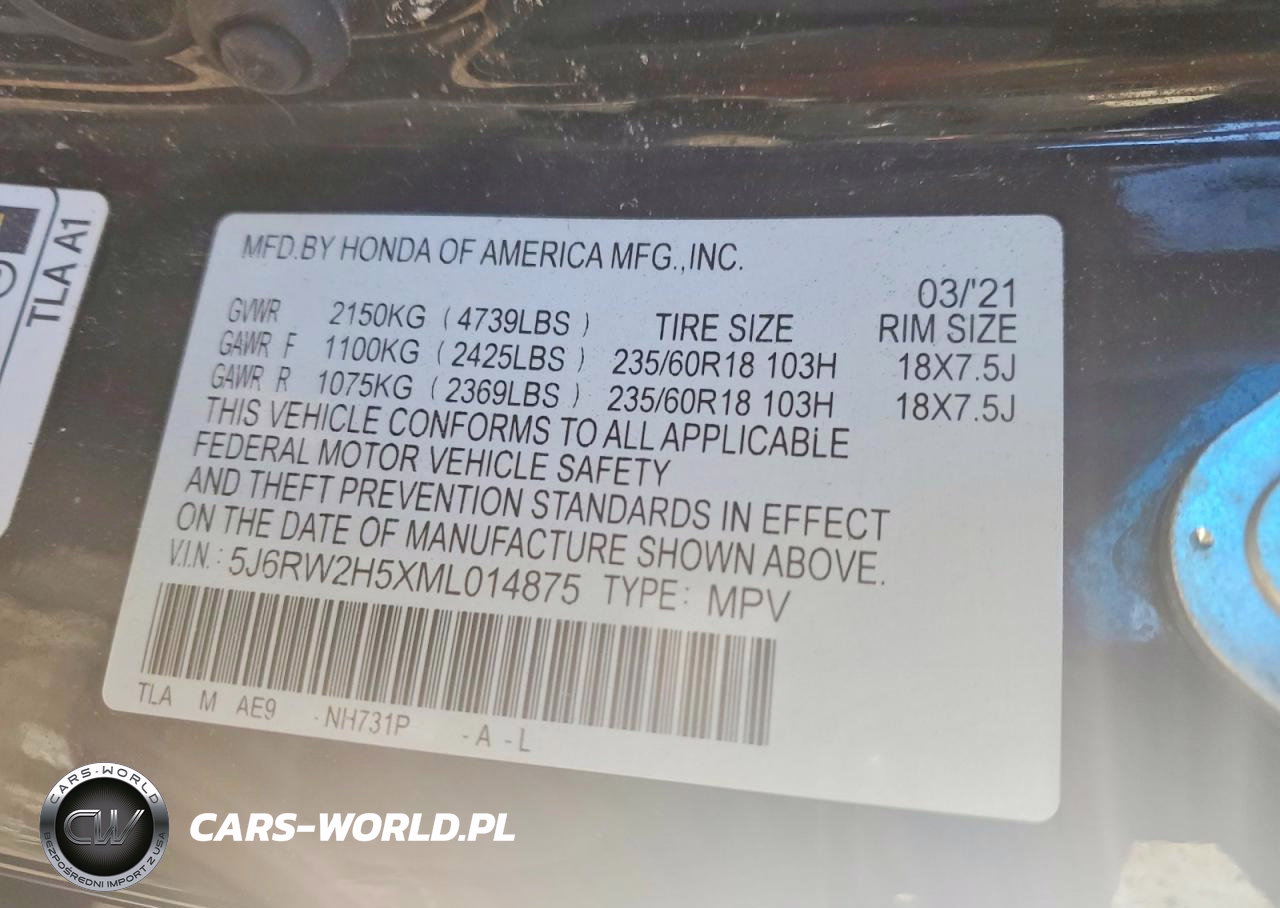 TLA A1
MFD.BY HONDA OF AMERICA MFG.,INC.
03/'21
GVWR 2150KG (4739LBS) TIRE SIZE RIM SIZE
GAWR F 1100KG (2425LBS) 235/60R18 103H 18X7.5J
GAWR R 1075KG (2369LBS) 235/60R18 103H 18X7.5J
THIS VEHICLE CONFORMS TO ALL APPLICABLE
FEDERAL MOTOR VEHICLE SAFETY
AND THEFT PREVENTION STANDARDS IN EFFECT
ON THE DATE OF MANUFACTURE SHOWN ABOVE.
V.I.N.: 5J6RW2H5XML014875 TYPE: MPV
TLA M AE9 -NH731P -A -L
CARS-WORLD
CW
BEZPOŚREDNI IMPORT Z USA
CARS-WORLD.PL